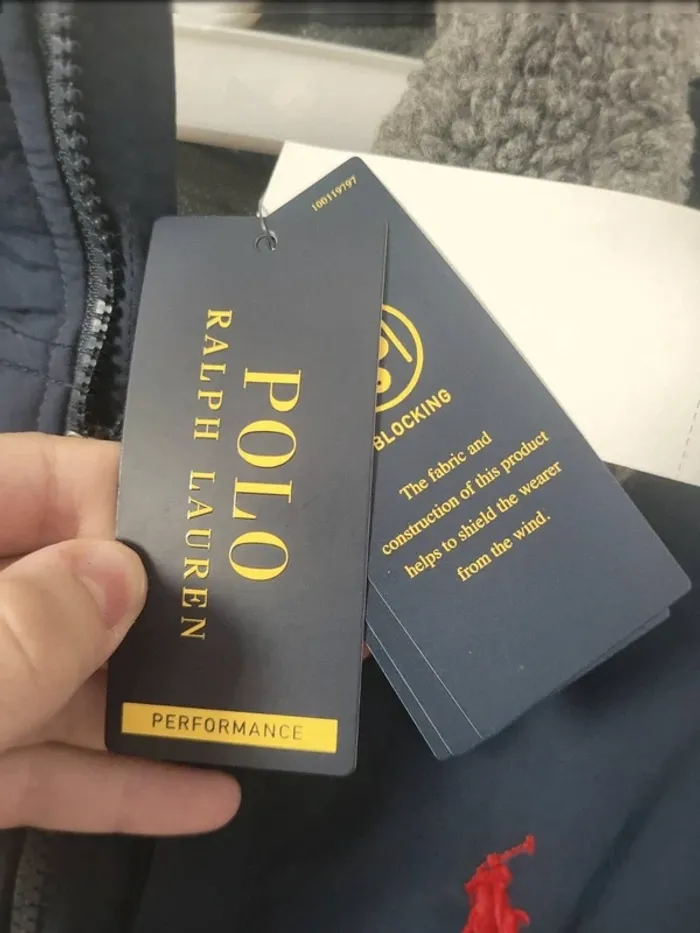 POLO
RALPH LAUREN
PERFORMANCE
100119797
BLOCKING
The fabric and
construction of this product
helps to shield the wearer
from the wind.